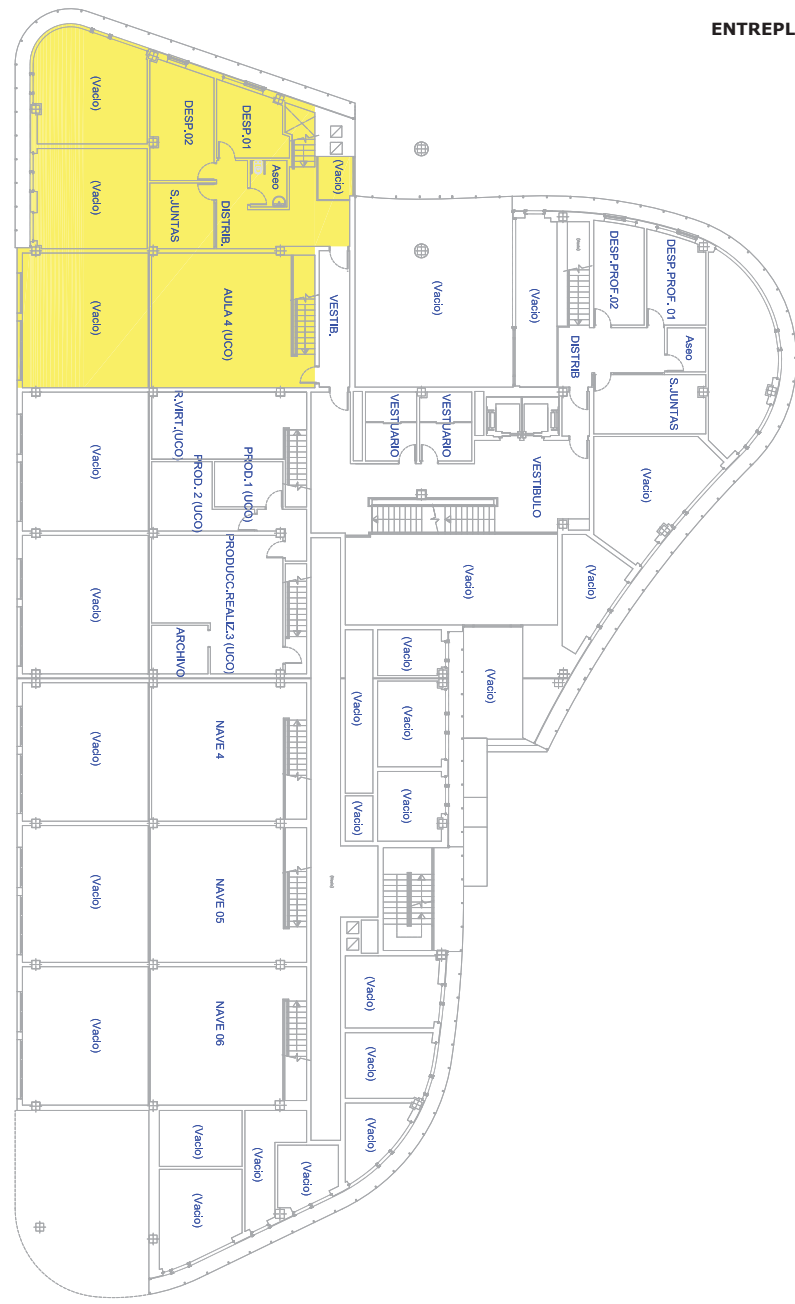 ENTREPL
(Vacio)
DESP.02
DESP.01
(Vacio)
Aseo
(Vacio)
S.JUNTAS
DISTRIB.
(Vacio)
AULA 4 (UCO)
VESTIB.
(Vacio)
(Vacio)
DESP.PROF.02
DESP.PROF. 01
DISTRIB
Aseo
S.JUNTAS
(Vacio)
R.VIRT.(UCO)
PROD. 2 (UCO)
PROD.1 (UCO)
VESTUARIO
VESTUARIO
VESTIBULO
(Vacio)
(Vacio)
PRODUCC.REALIZ.3 (UCO)
ARCHIVO
(Vacio)
(Vacio)
(Vacio)
(Vacio)
(Vacio)
(Vacio)
(Vacio)
NAVE 4
(Vacio)
(Vacio)
(Vacio)
NAVE 05
(Vacio)
NAVE 06
(Vacio)
(Vacio)
(Vacio)
(Vacio)
(Vacio)
(Vacio)
(Vacio)